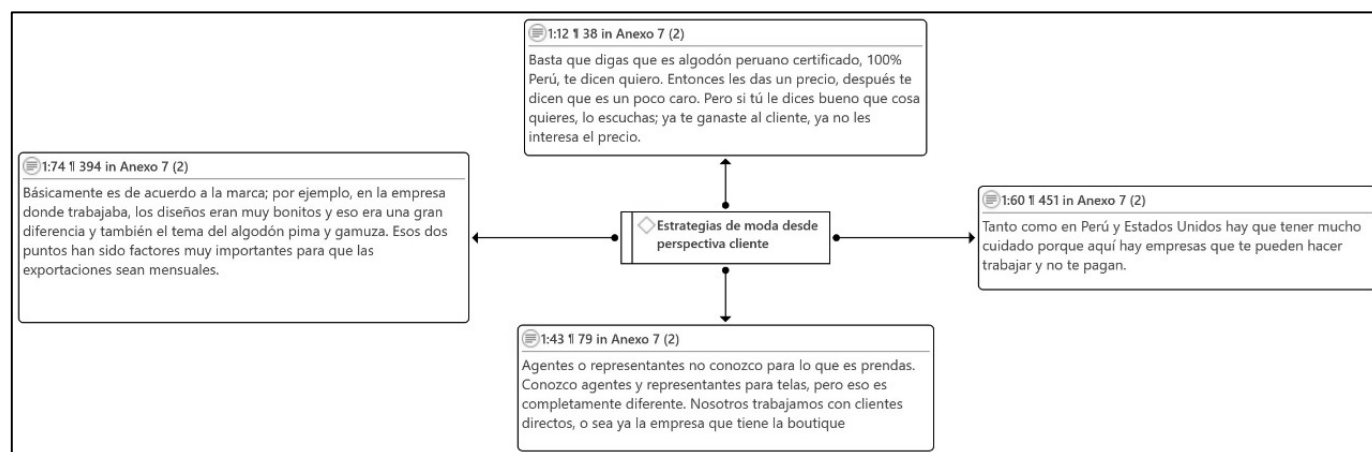 1:12 ¶ 38 in Anexo 7 (2)
Basta que digas que es algodón peruano certificado, 100%
Perú, te dicen quiero. Entonces les das un precio, después te
dicen que es un poco caro. Pero si tú le dices bueno que cosa
quieres, lo escuchas; ya te ganaste al cliente, ya no les
interesa el precio.
1:74 ¶ 394 in Anexo 7 (2)
Básicamente es de acuerdo a la marca; por ejemplo, en la empresa
donde trabajaba, los diseños eran muy bonitos y eso era una gran
diferencia y también el tema del algodón pima y gamuza. Esos dos
puntos han sido factores muy importantes para que las
exportaciones sean mensuales.
Estrategias de moda desde
perspectiva cliente
1:60 ¶ 451 in Anexo 7 (2)
Tanto como en Perú y Estados Unidos hay que tener mucho
cuidado porque aquí hay empresas que te pueden hacer
trabajar y no te pagan.
1:43 ¶ 79 in Anexo 7 (2)
Agentes o representantes no conozco para lo que es prendas.
Conozco agentes y representantes para telas, pero eso es
completamente diferente. Nosotros trabajamos con clientes
directos, o sea ya la empresa que tiene la boutique